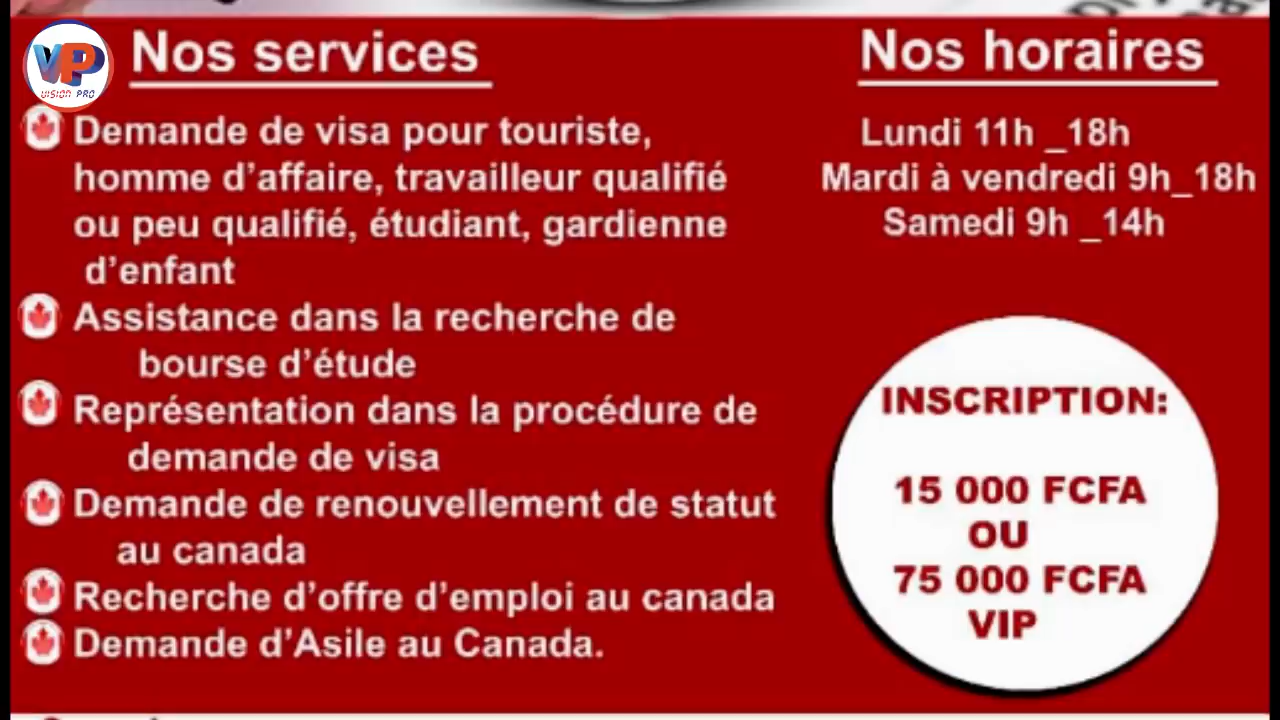 VP
VISION PRO
Nos services
Demande de visa pour touriste,
homme d'affaire, travailleur qualifié
ou peu qualifié, étudiant, gardienne
d'enfant
Assistance dans la recherche de
bourse d'étude
Représentation dans la procédure de
demande de visa
Demande de renouvellement de statut
au canada
Recherche d'offre d'emploi au canada
Demande d'Asile au Canada.
Nos horaires
Lundi 11h _18h
Mardi à vendredi 9h_18h
Samedi 9h _14h
INSCRIPTION:
15 000 FCFA
OU
75 000 FCFA
VIP